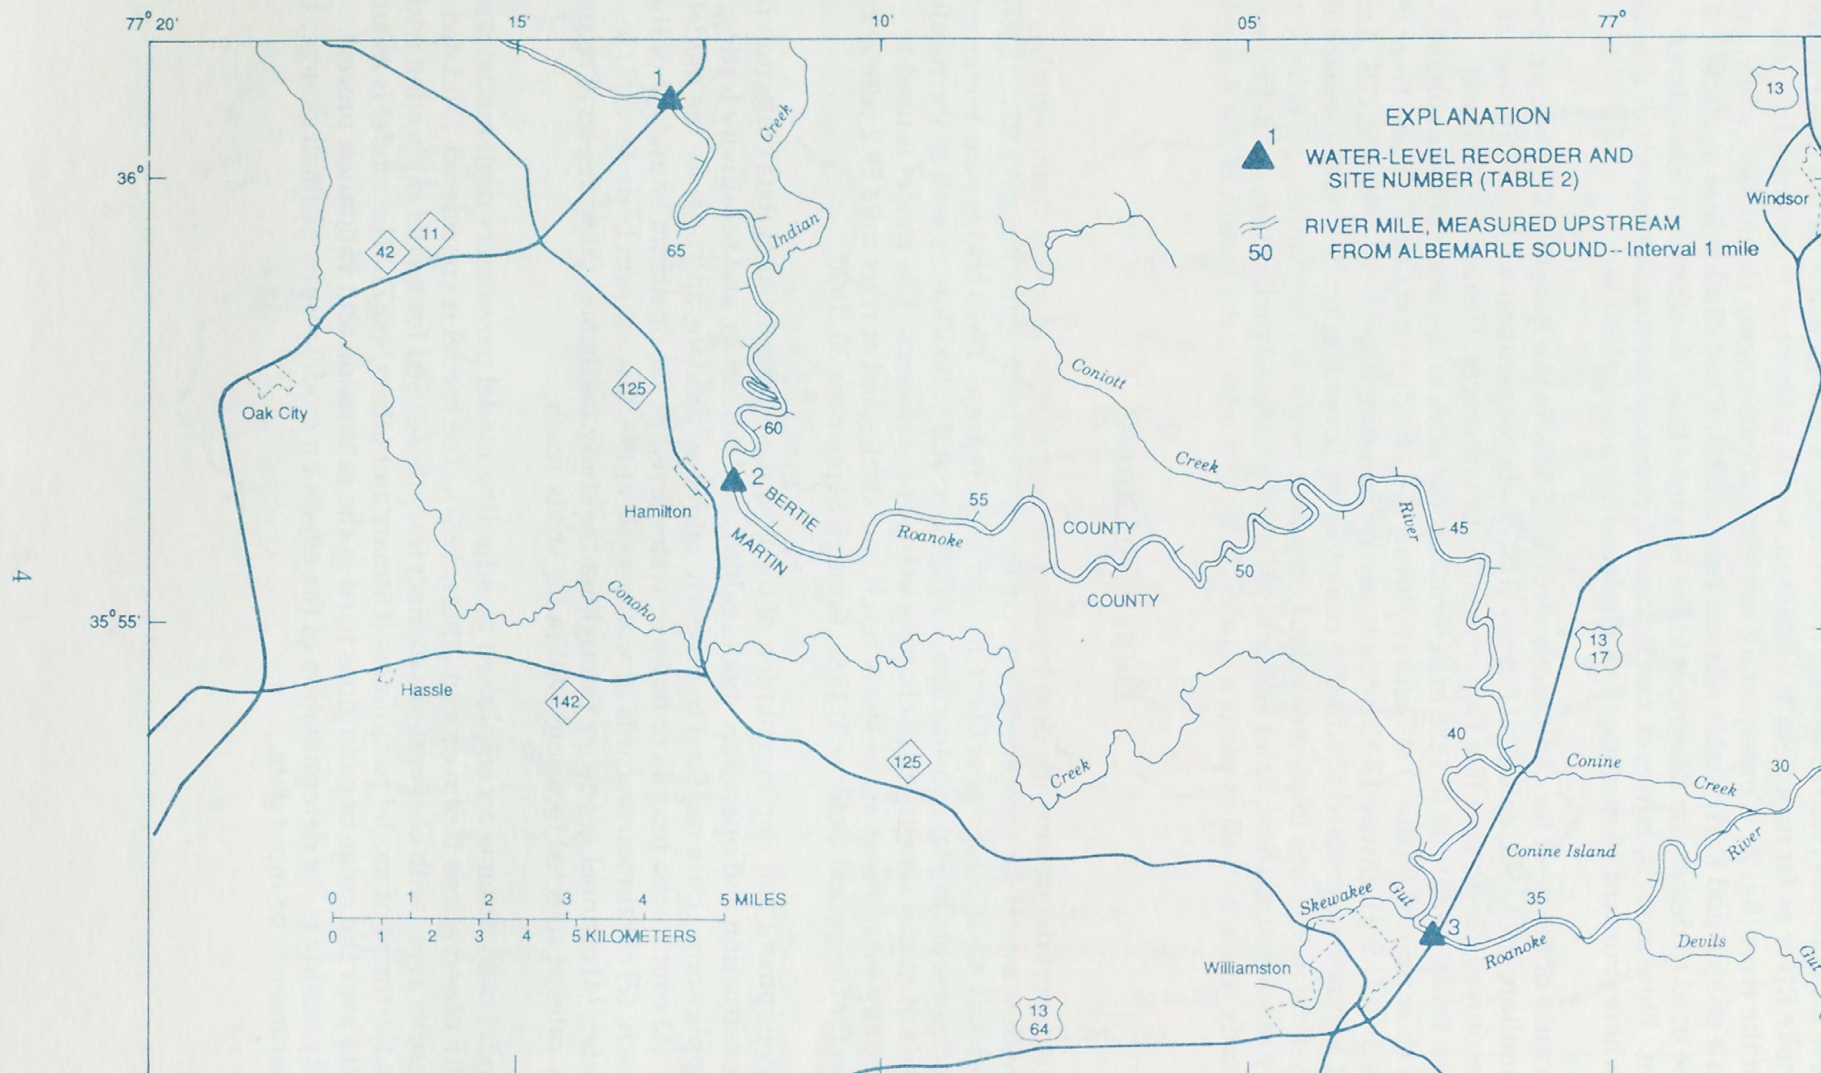 77° 20'
15'
10'
05'
77°
36°
35° 55'
4
EXPLANATION
1
WATER-LEVEL RECORDER AND
SITE NUMBER (TABLE 2)
50
RIVER MILE, MEASURED UPSTREAM
FROM ALBEMARLE SOUND--Interval 1 mile
13
Windsor
1
Creek
Indian
65
42
11
125
Oak City
60
2
Hamilton
BERTIE
MARTIN
Coniott
Creek
55
Roanoke
COUNTY
COUNTY
50
River
45
13
17
Conoho
Hassle
142
125
Creek
40
Conine
Creek
30
Conine Island
River
Skewakee
Gut
3
35
Roanoke
Devils
Gut
Williamston
13
64
0 1 2 3 4 5 MILES
0 1 2 3 4 5 KILOMETERS